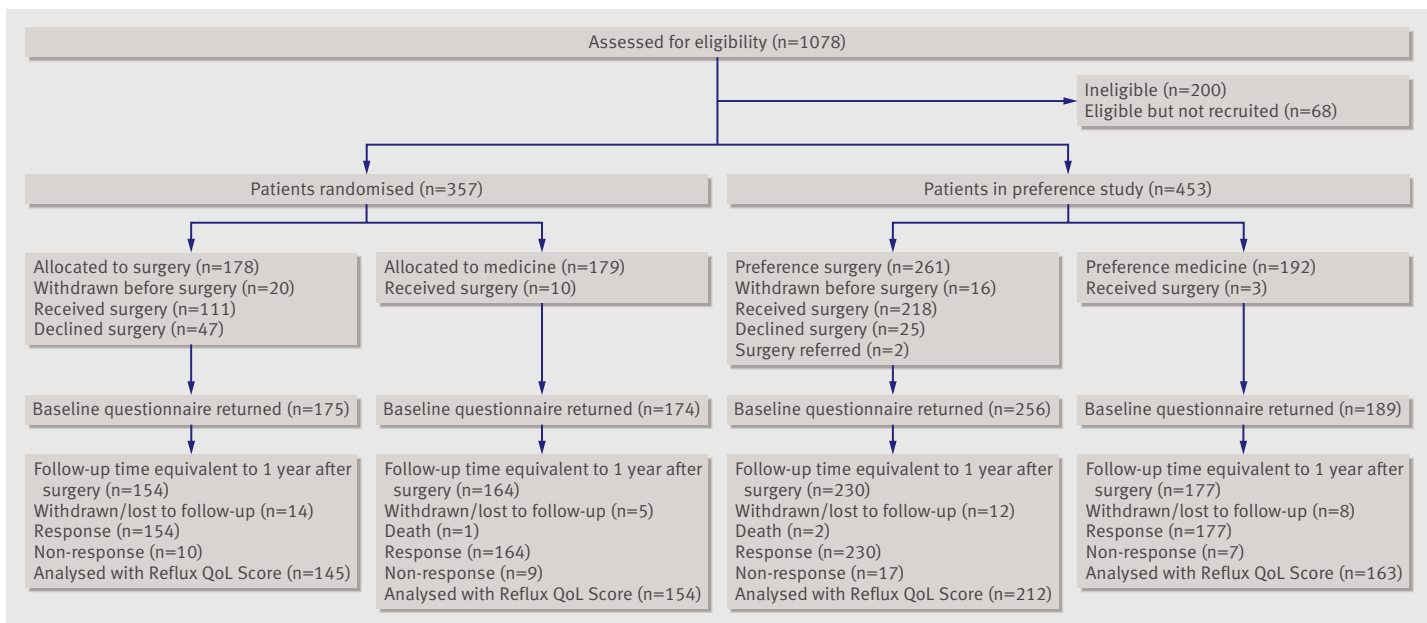 Assessed for eligibility (n=1078)
Ineligible (n=200)
Eligible but not recruited (n=68)
Patients randomised (n=357)
Patients in preference study (n=453)
Allocated to surgery (n=178)
Withdrawn before surgery (n=20)
Received surgery (n=111)
Declined surgery (n=47)
Allocated to medicine (n=179)
Received surgery (n=10)
Preference surgery (n=261)
Withdrawn before surgery (n=16)
Received surgery (n=218)
Declined surgery (n=25)
Surgery referred (n=2)
Preference medicine (n=192)
Received surgery (n=3)
Baseline questionnaire returned (n=175)
Baseline questionnaire returned (n=174)
Baseline questionnaire returned (n=256)
Baseline questionnaire returned (n=189)
Follow-up time equivalent to 1 year after
surgery (n=154)
Withdrawn/lost to follow-up (n=14)
Response (n=154)
Non-response (n=10)
Analysed with Reflux QoL Score (n=145)
Follow-up time equivalent to 1 year after
surgery (n=164)
Withdrawn/lost to follow-up (n=5)
Death (n=1)
Response (n=164)
Non-response (n=9)
Analysed with Reflux QoL Score (n=154)
Follow-up time equivalent to 1 year after
surgery (n=230)
Withdrawn/lost to follow-up (n=12)
Death (n=2)
Response (n=230)
Non-response (n=17)
Analysed with Reflux QoL Score (n=212)
Follow-up time equivalent to 1 year after
surgery (n=177)
Withdrawn/lost to follow-up (n=8)
Response (n=177)
Non-response (n=7)
Analysed with Reflux QoL Score (n=163)